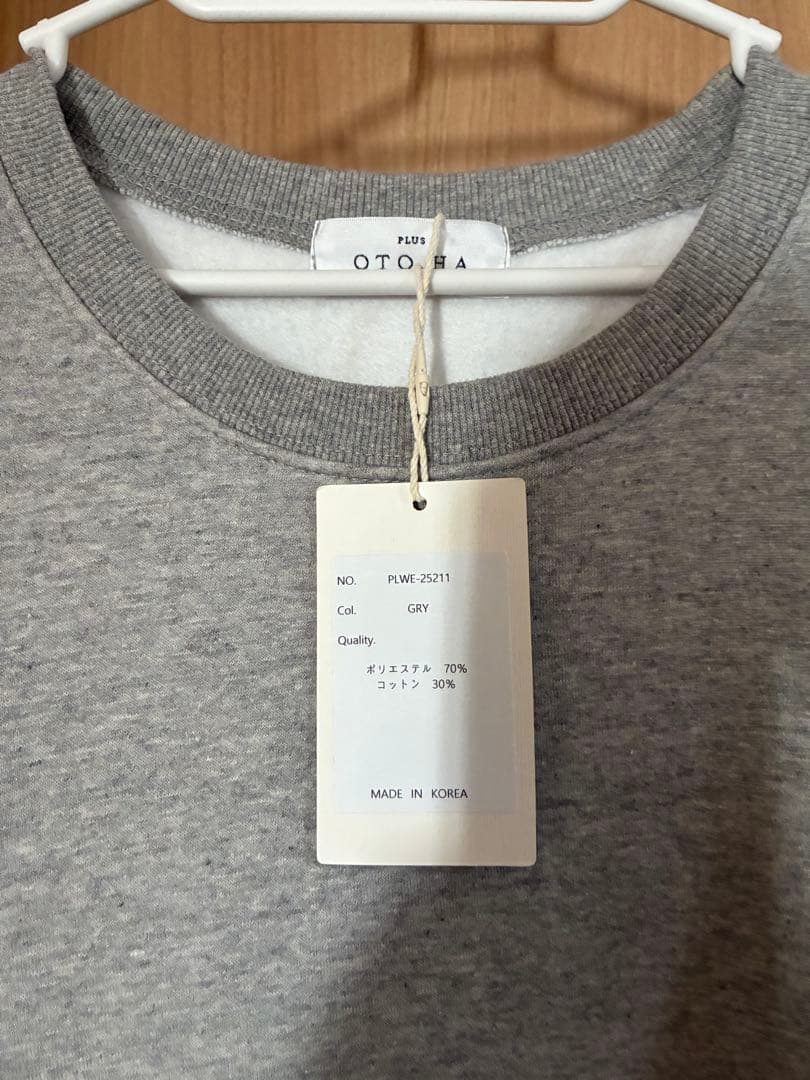 PLUS
NO. PLWE-25211
Col. GRY
Quality.
ポリエステル 70%
コットン 30%
MADE IN KOREA